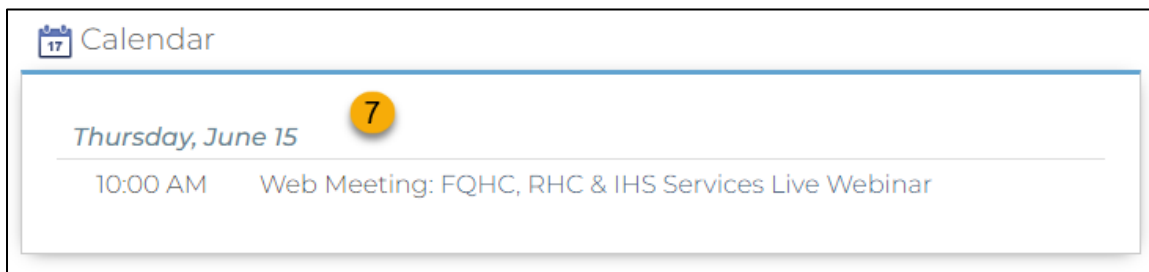 17 Calendar
7
Thursday, June 15
10:00 AM Web Meeting: FQHC, RHC & IHS Services Live Webinar